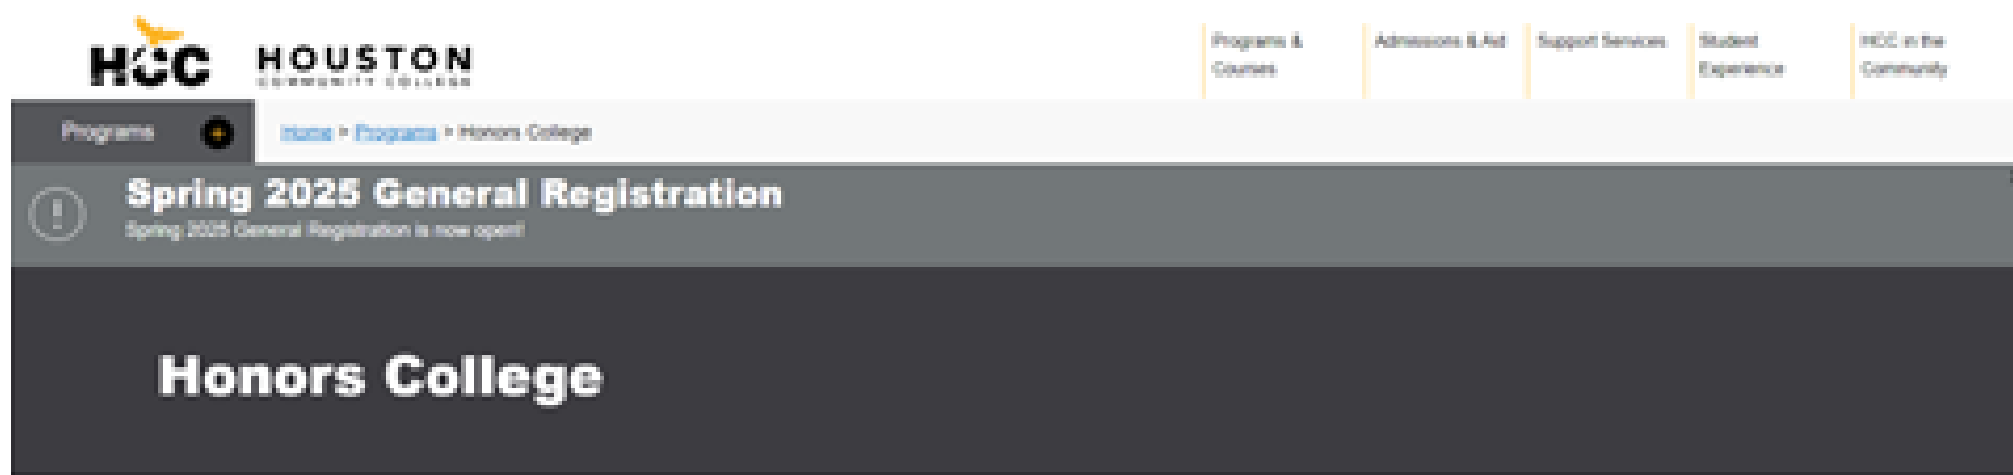 HCC HOUSTON
COMMUNITY COLLEGE
Programs &
Courses
Admissions & Aid
Support Services
Student
Experience
HCC in the
Community
Programs +
Home > Programs > Honors College
! Spring 2025 General Registration
Spring 2025 General Registration is now open!
Honors College